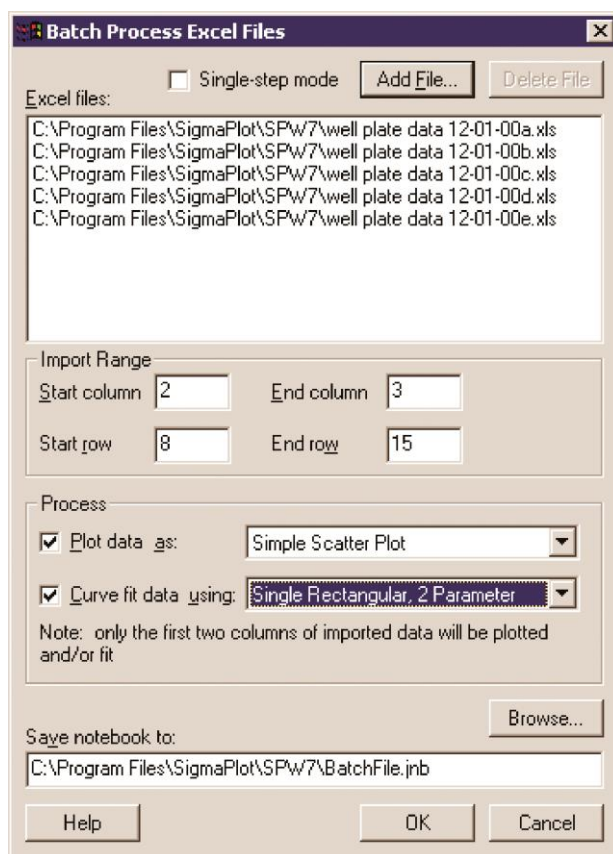 Batch Process Excel Files
Single-step mode Add File... Delete File
Excel files:
C:\Program Files\SigmaPlot\SPW7\well plate data 12-01-00a.xls
C:\Program Files\SigmaPlot\SPW7\well plate data 12-01-00b.xls
C:\Program Files\SigmaPlot\SPW7\well plate data 12-01-00c.xls
C:\Program Files\SigmaPlot\SPW7\well plate data 12-01-00d.xls
C:\Program Files\SigmaPlot\SPW7\well plate data 12-01-00e.xls
Import Range
Start column 2 End column 3
Start row 8 End row 15
Process
Plot data as: Simple Scatter Plot
Curve fit data using: Single Rectangular, 2 Parameter
Note: only the first two columns of imported data will be plotted
and/or fit
Browse...
Save notebook to:
C:\Program Files\SigmaPlot\SPW7\BatchFile.jnb
Help OK Cancel